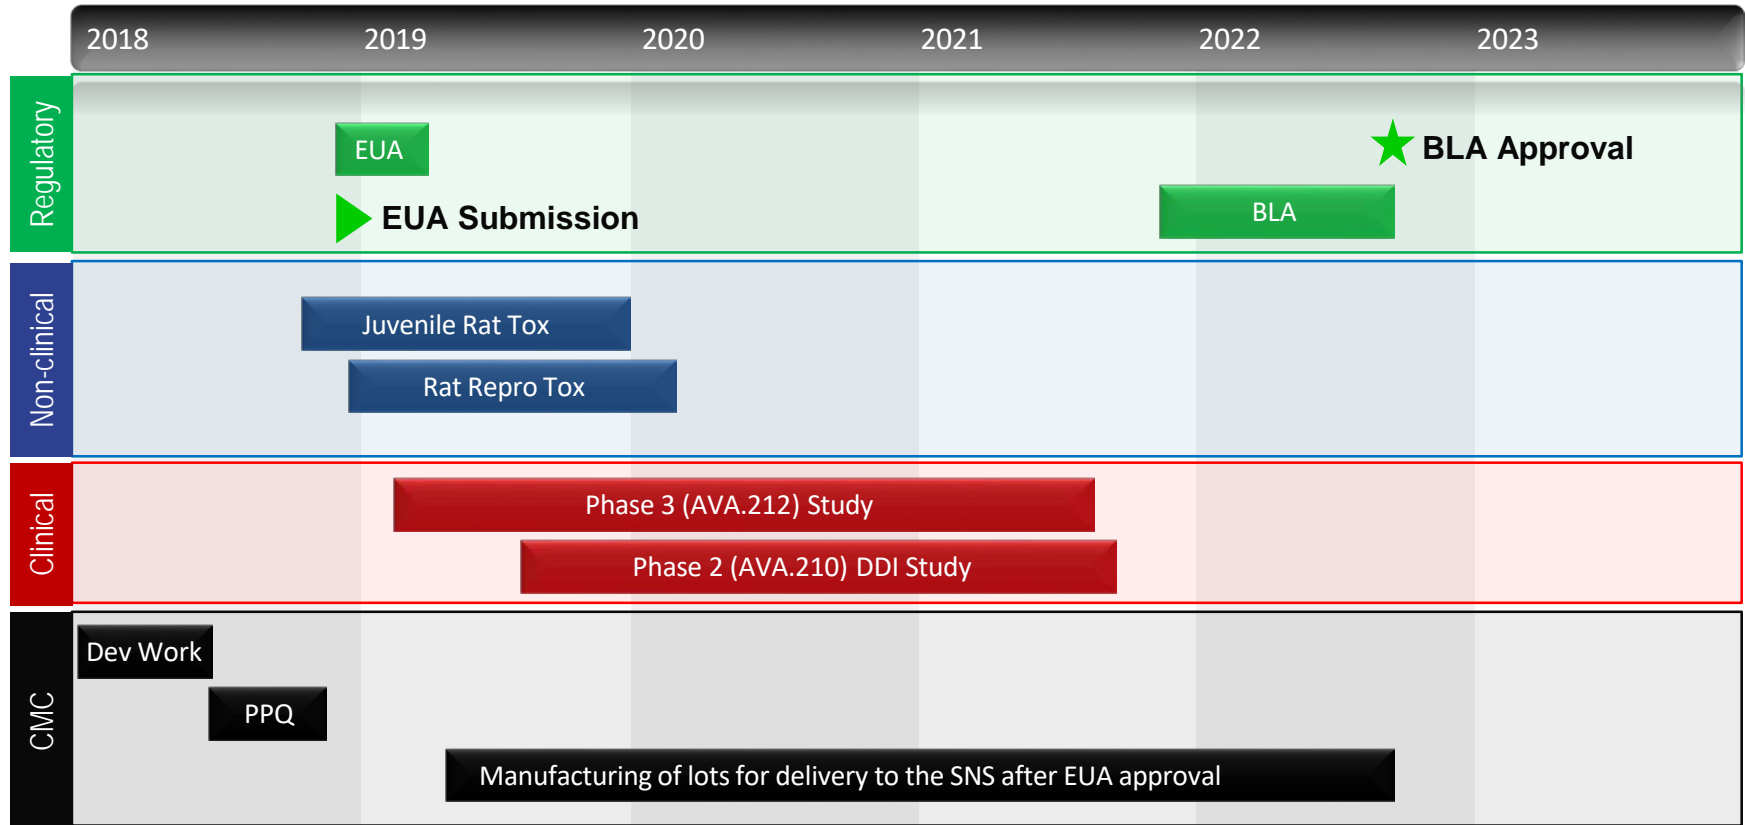 2018 2019 2020 2021 2022 2023
Regulatory
EUA
BLA Approval
EUA Submission
BLA
Non-clinical
Juvenile Rat Tox
Rat Repro Tox
Clinical
Phase 3 (AVA.212) Study
Phase 2 (AVA.210) DDI Study
CMC
Dev Work
PPQ
Manufacturing of lots for delivery to the SNS after EUA approval